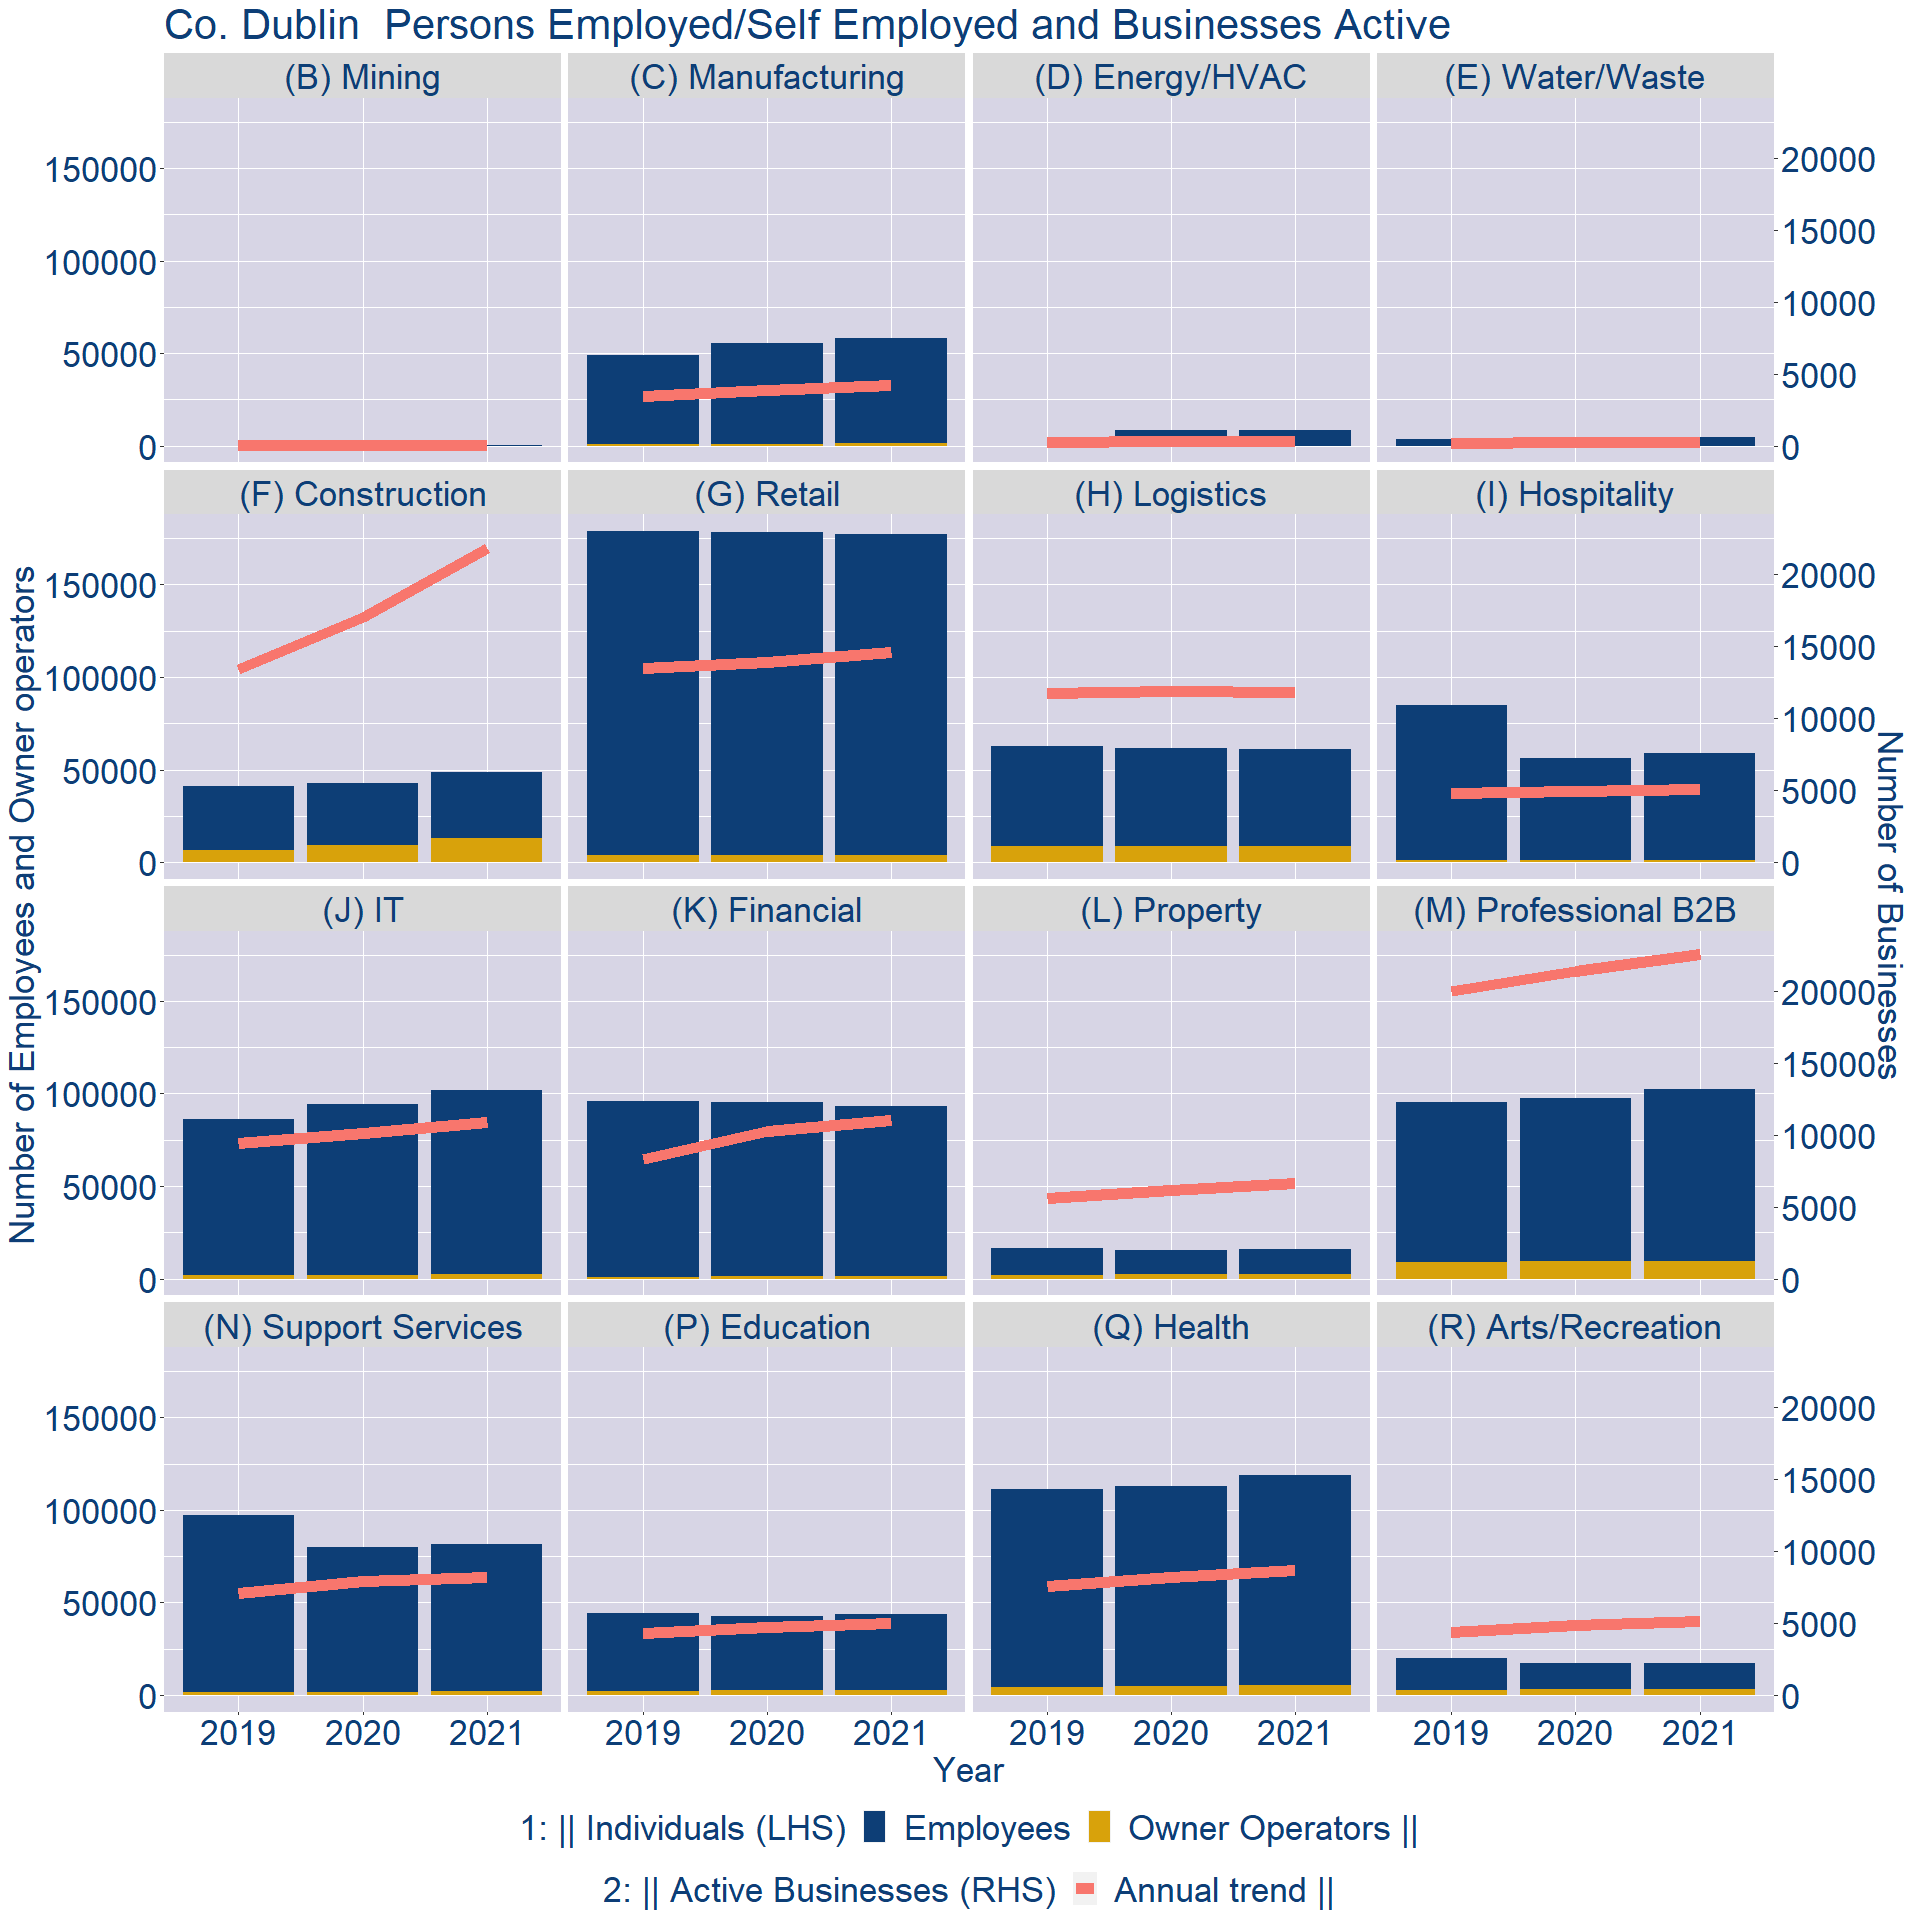 Co. Dublin  Persons Employed/Self Employed and Businesses Active
(B) Mining
(C) Manufacturing
(D) Energy/HVAC
(E) Water/Waste
150000
100000
50000
0
20000
15000
10000
5000
0
(F) Construction
(G) Retail
(H) Logistics
(I) Hospitality
150000
100000
50000
0
20000
15000
10000
5000
0
Number of Employees and Owner operators
Number of Businesses
(J) IT
(K) Financial
(L) Property
(M) Professional B2B
150000
100000
50000
0
20000
15000
10000
5000
0
(N) Support Services
(P) Education
(Q) Health
(R) Arts/Recreation
150000
100000
50000
0
20000
15000
10000
5000
0
2019 2020 2021
2019 2020 2021
2019 2020 2021
2019 2020 2021
Year
1: || Individuals (LHS) Employees Owner Operators ||
2: || Active Businesses (RHS) Annual trend ||